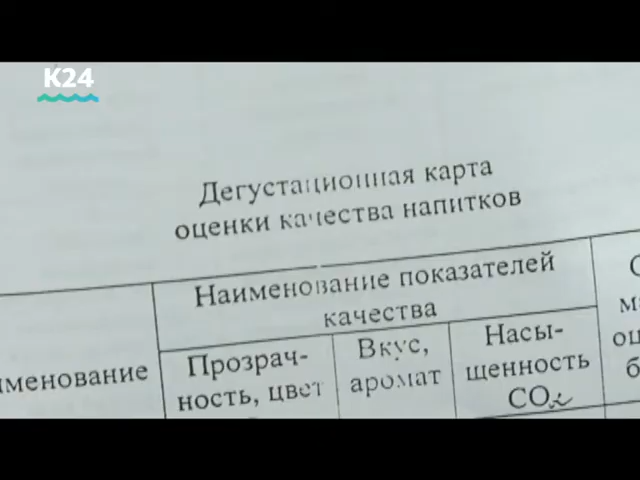 K24
Дегустационная карта
оценки качества напитков
Наименование показателей
качества
именование
Прозрач-
ность, цвет
Вкус,
аромат
Насы-
щенность
CO₂